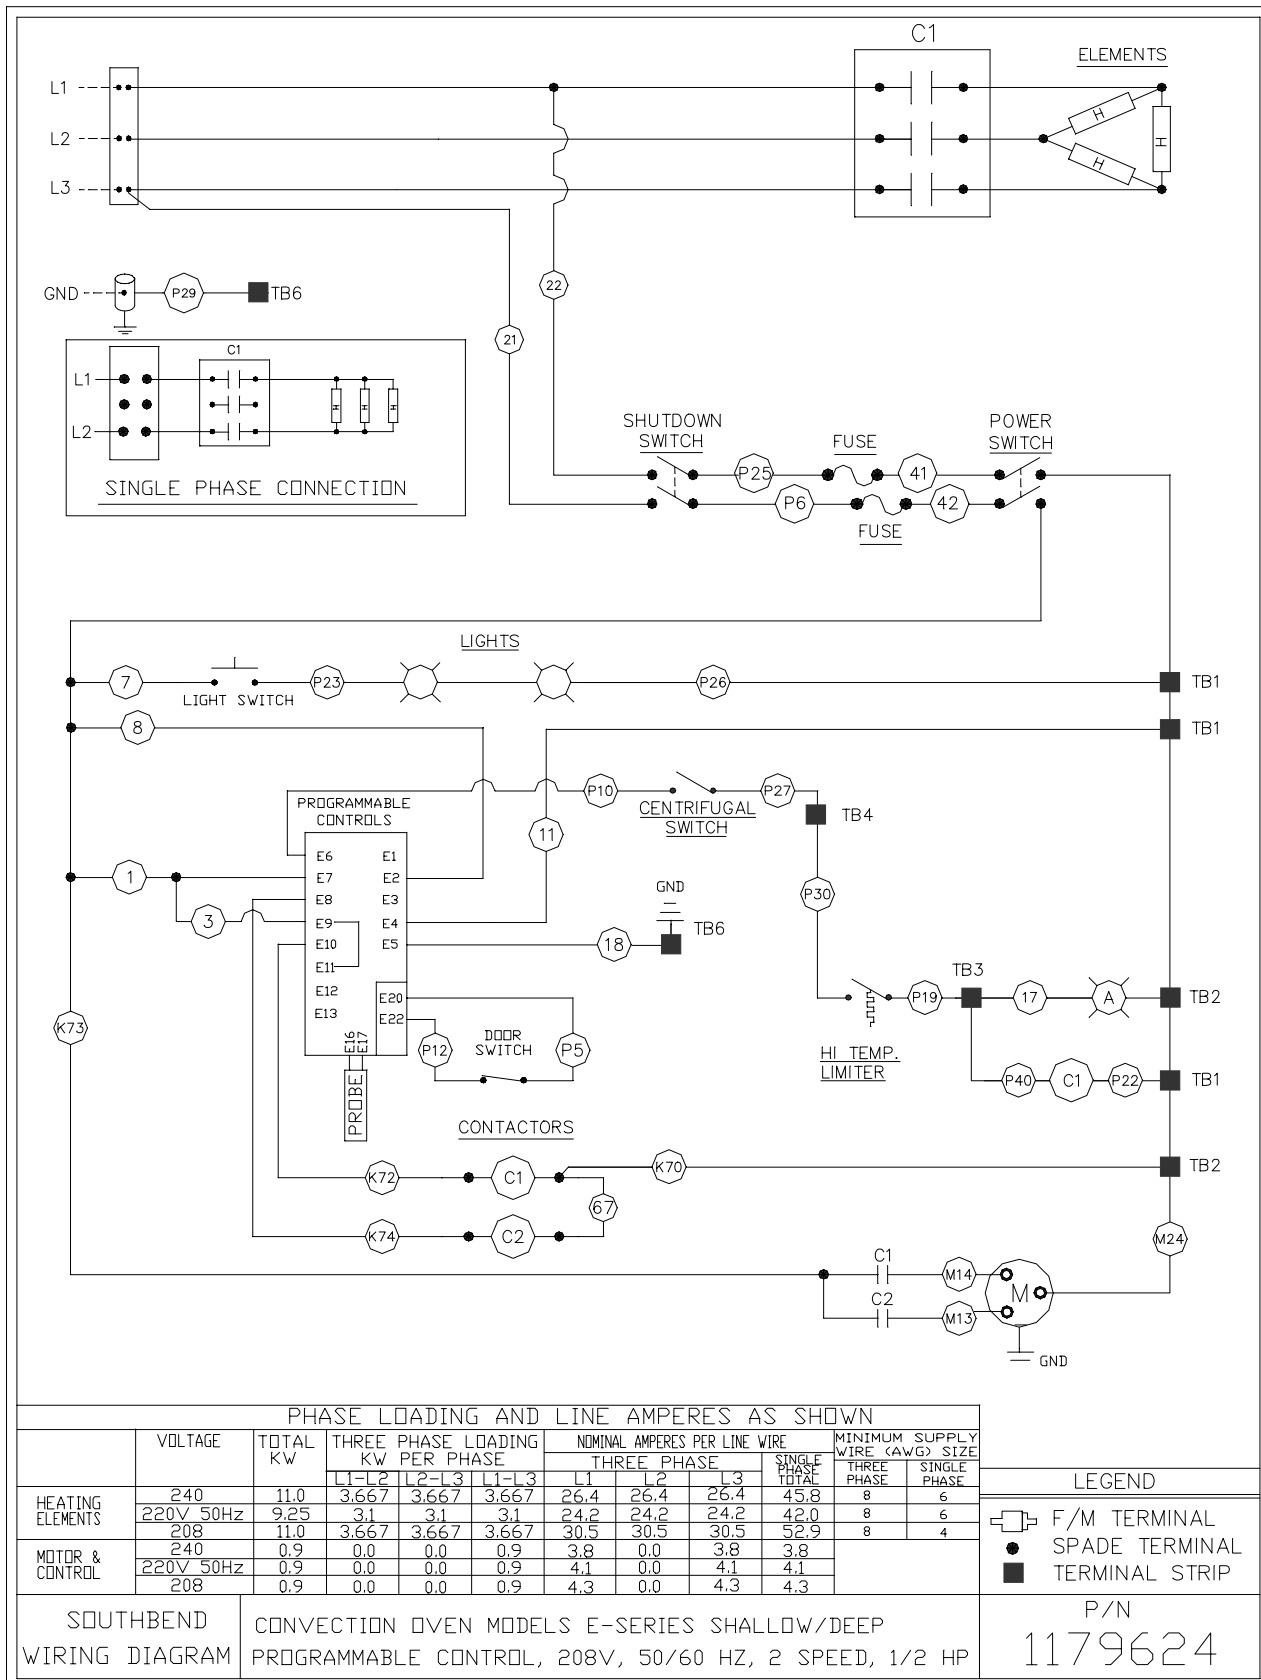 C1
ELEMENTS
L1
L2
L3
H
H
H
GND
P29
TB6
22
21
C1
L1
L2
H
H
H
SINGLE PHASE CONNECTION
SHUTDOWN
SWITCH
FUSE
POWER
SWITCH
P25
41
P6
42
FUSE
LIGHTS
7
LIGHT SWITCH
P23
P26
TB1
8
TB1
PROGRAMMABLE
CONTROLS
P10
CENTRIFUGAL
SWITCH
P27
TB4
11
E6 E1
E7 E2
E8 E3
E9 E4
E10 E5
E11
E12
E13
E20
E22
E16
E17
PROBE
1
3
GND
TB6
18
P30
K73
P12
DOOR
SWITCH
P5
HI TEMP.
LIMITER
P19
TB3
17
A
TB2
P40
C1
P22
TB1
CONTACTORS
K72
C1
K70
TB2
67
K74
C2
M24
C1
M14
C2
M13
M
GND
PHASE LOADING AND LINE AMPERES AS SHOWN
VOLTAGE TOTAL KW THREE PHASE LOADING KW PER PHASE NOMINAL AMPERES PER LINE WIRE MINIMUM SUPPLY WIRE (AWG) SIZE
THREE PHASE SINGLE PHASE TOTAL THREE PHASE SINGLE PHASE
L1-L2 L2-L3 L1-L3 L1 L2 L3
HEATING ELEMENTS
240 11.0 3.667 3.667 3.667 26.4 26.4 26.4 45.8 8 6
220V 50Hz 9.25 3.1 3.1 3.1 24.2 24.2 24.2 42.0 8 6
208 11.0 3.667 3.667 3.667 30.5 30.5 30.5 52.9 8 4
MOTOR & CONTROL
240 0.9 0.0 0.0 0.9 3.8 0.0 3.8 3.8
220V 50Hz 0.9 0.0 0.0 0.9 4.1 0.0 4.1 4.1
208 0.9 0.0 0.0 0.9 4.3 0.0 4.3 4.3
LEGEND
F/M TERMINAL
SPADE TERMINAL
TERMINAL STRIP
SOUTHBEND
WIRING DIAGRAM
CONVECTION OVEN MODELS E-SERIES SHALLOW/DEEP
PROGRAMMABLE CONTROL, 208V, 50/60 HZ, 2 SPEED, 1/2 HP
P/N
1179624